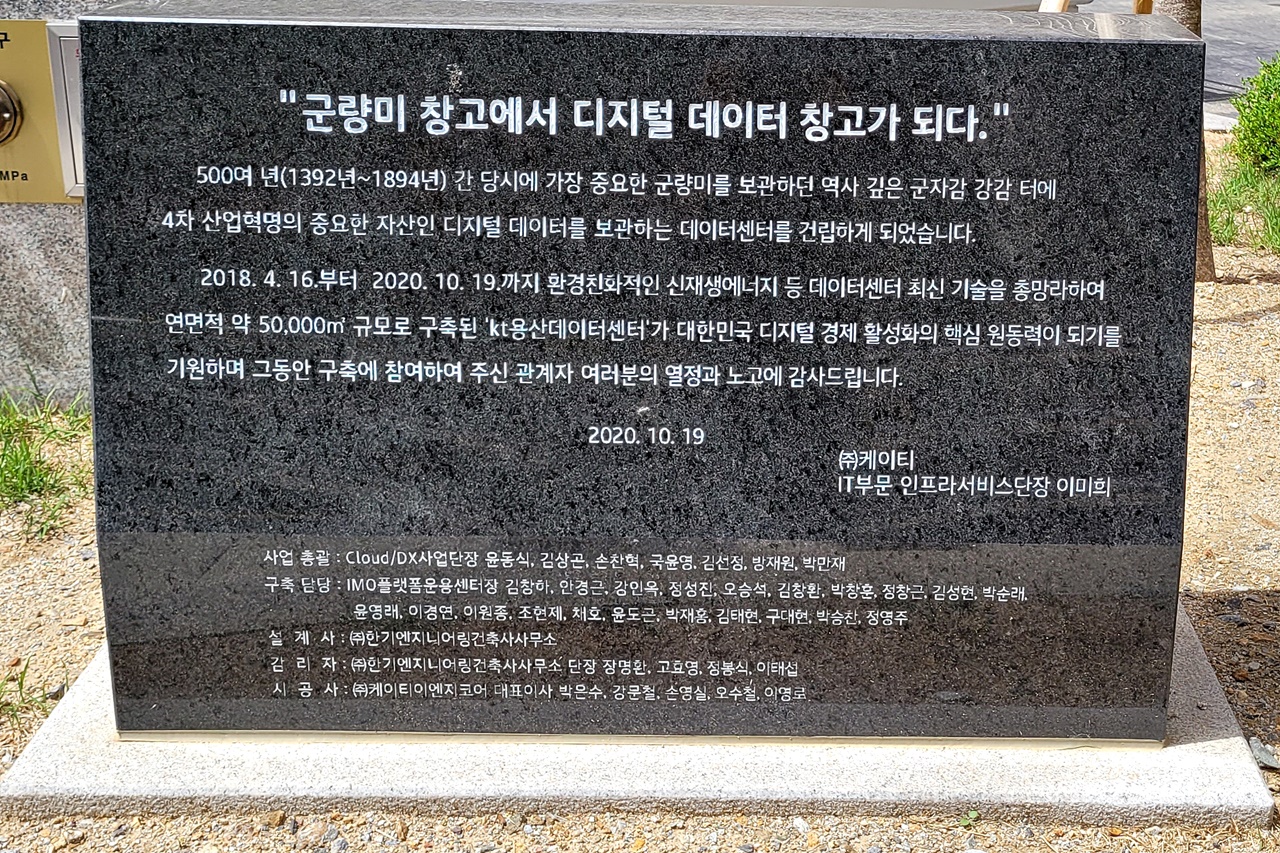 구
MPa
"군량미 창고에서 디지털 데이터 창고가 되다."
500여 년(1392년~1894년) 간 당시에 가장 중요한 군량미를 보관하던 역사 깊은 군자감 강감 터에
4차 산업혁명의 중요한 자산인 디지털 데이터를 보관하는 데이터센터를 건립하게 되었습니다.
2018. 4. 16.부터 2020. 10. 19.까지 환경친화적인 신재생에너지 등 데이터센터 최신 기술을 총망라하여
연면적 약 50.000㎡ 규모로 구축된 'kt용산데이터센터'가 대한민국 디지털 경제 활성화의 핵심 원동력이 되기를
기원하며 그동안 구축에 참여하여 주신 관계자 여러분의 열정과 노고에 감사드립니다.
2020. 10. 19
㈜케이티
IT부문 인프라서비스단장 이미희
사업 총괄 : Cloud/DX사업단장 윤동식, 김상곤, 손찬혁, 국윤영, 김선정, 방재원, 박민재
구축 담당 : IMO플랫폼운용센터장 김창하, 안경근, 강인옥, 정성진, 오승석, 김창환, 박창훈, 정창근, 김성현, 박순래,
윤영래, 이경연, 이원종, 조현제, 채호, 윤도근, 박재홍, 김태현, 구대현, 박승찬, 정영주
설 계 사 : ㈜한기엔지니어링건축사사무소
감 리 자 : ㈜한기엔지니어링건축사사무소 단장 장명환, 고효영, 정봉식, 이태섭
시 공 사 : ㈜케이티이엔지코어 대표이사 박은수, 강문철, 손영실, 오수철, 이영로